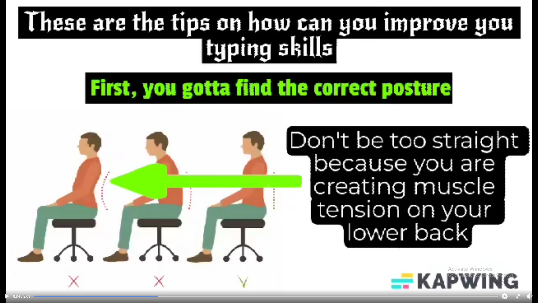 These are the tips on how can you improve you
typing skills
First, you gotta find the correct posture
Don't be too straight
because you are
creating muscle
tension on your
lower back
X X Y
Activate Windows
KAPWING